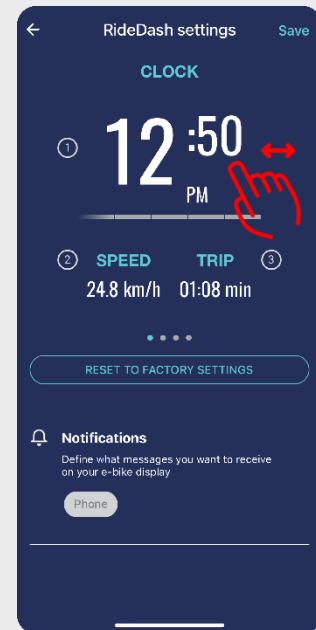 RideDash settings Save
CLOCK
1 12 :50
PM
2 SPEED TRIP 3
24.8 km/h 01:08 min
RESET TO FACTORY SETTINGS
Notifications
Define what messages you want to receive
on your e-bike display
Phone